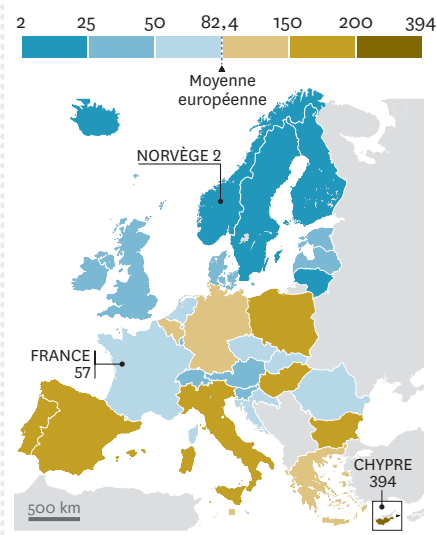 2 25 50 82,4 150 200 394
Moyenne
européenne
NORVÈGE 2
FRANCE
57
CHYPRE
394
500 km